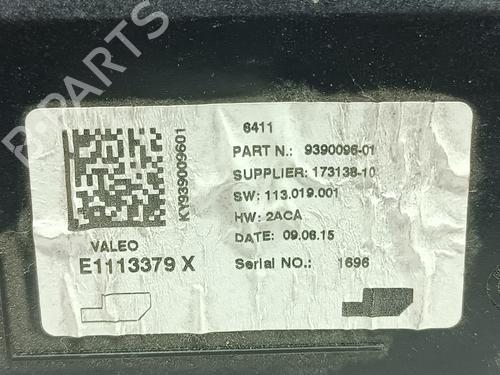 B-PARTS
6411
PART N.: 9390096-01
SUPPLIER: 173138-10
SW: 113.019.001
HW: 2ACA
DATE: 09.06.15
Serial NO.: 1696
KY939009601
VALEO
E1113379 X